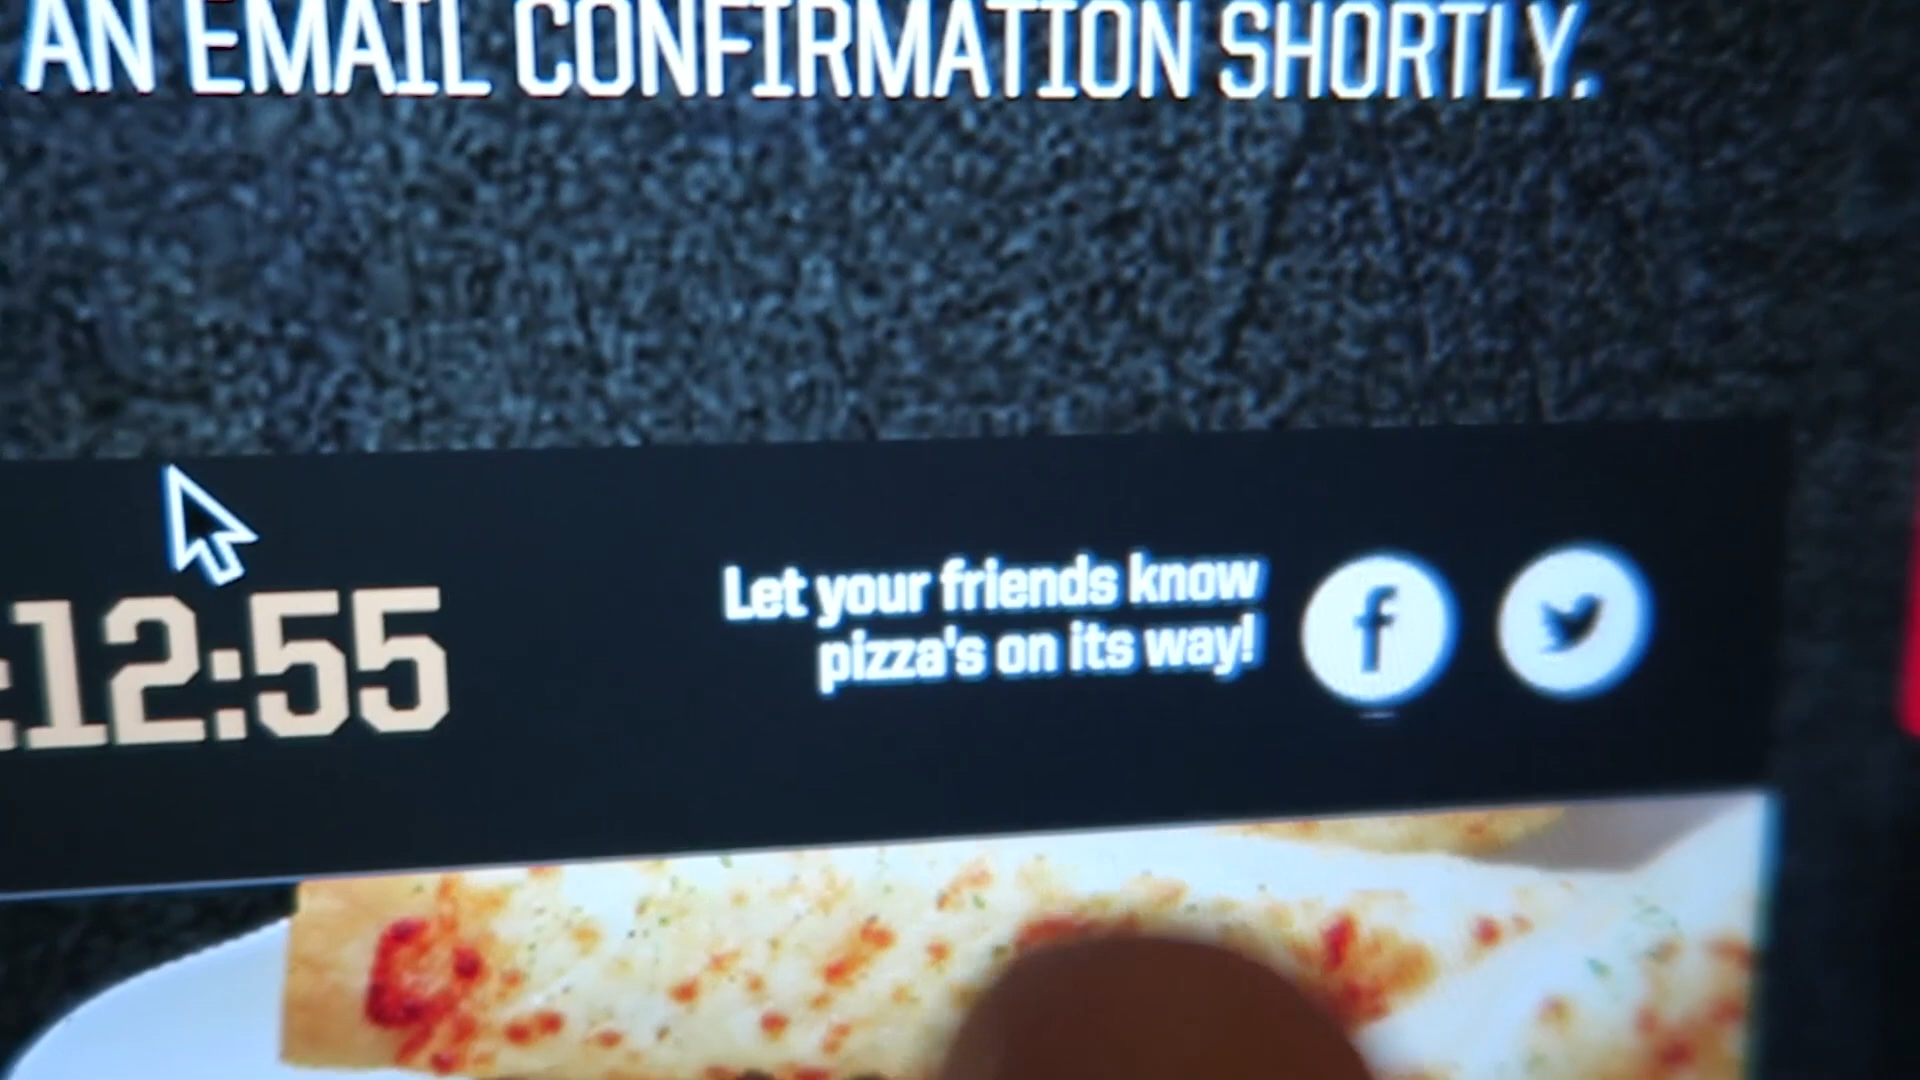 AN EMAIL CONFIRMATION SHORTLY.
:12:55
Let your friends know
pizza's on its way!
f